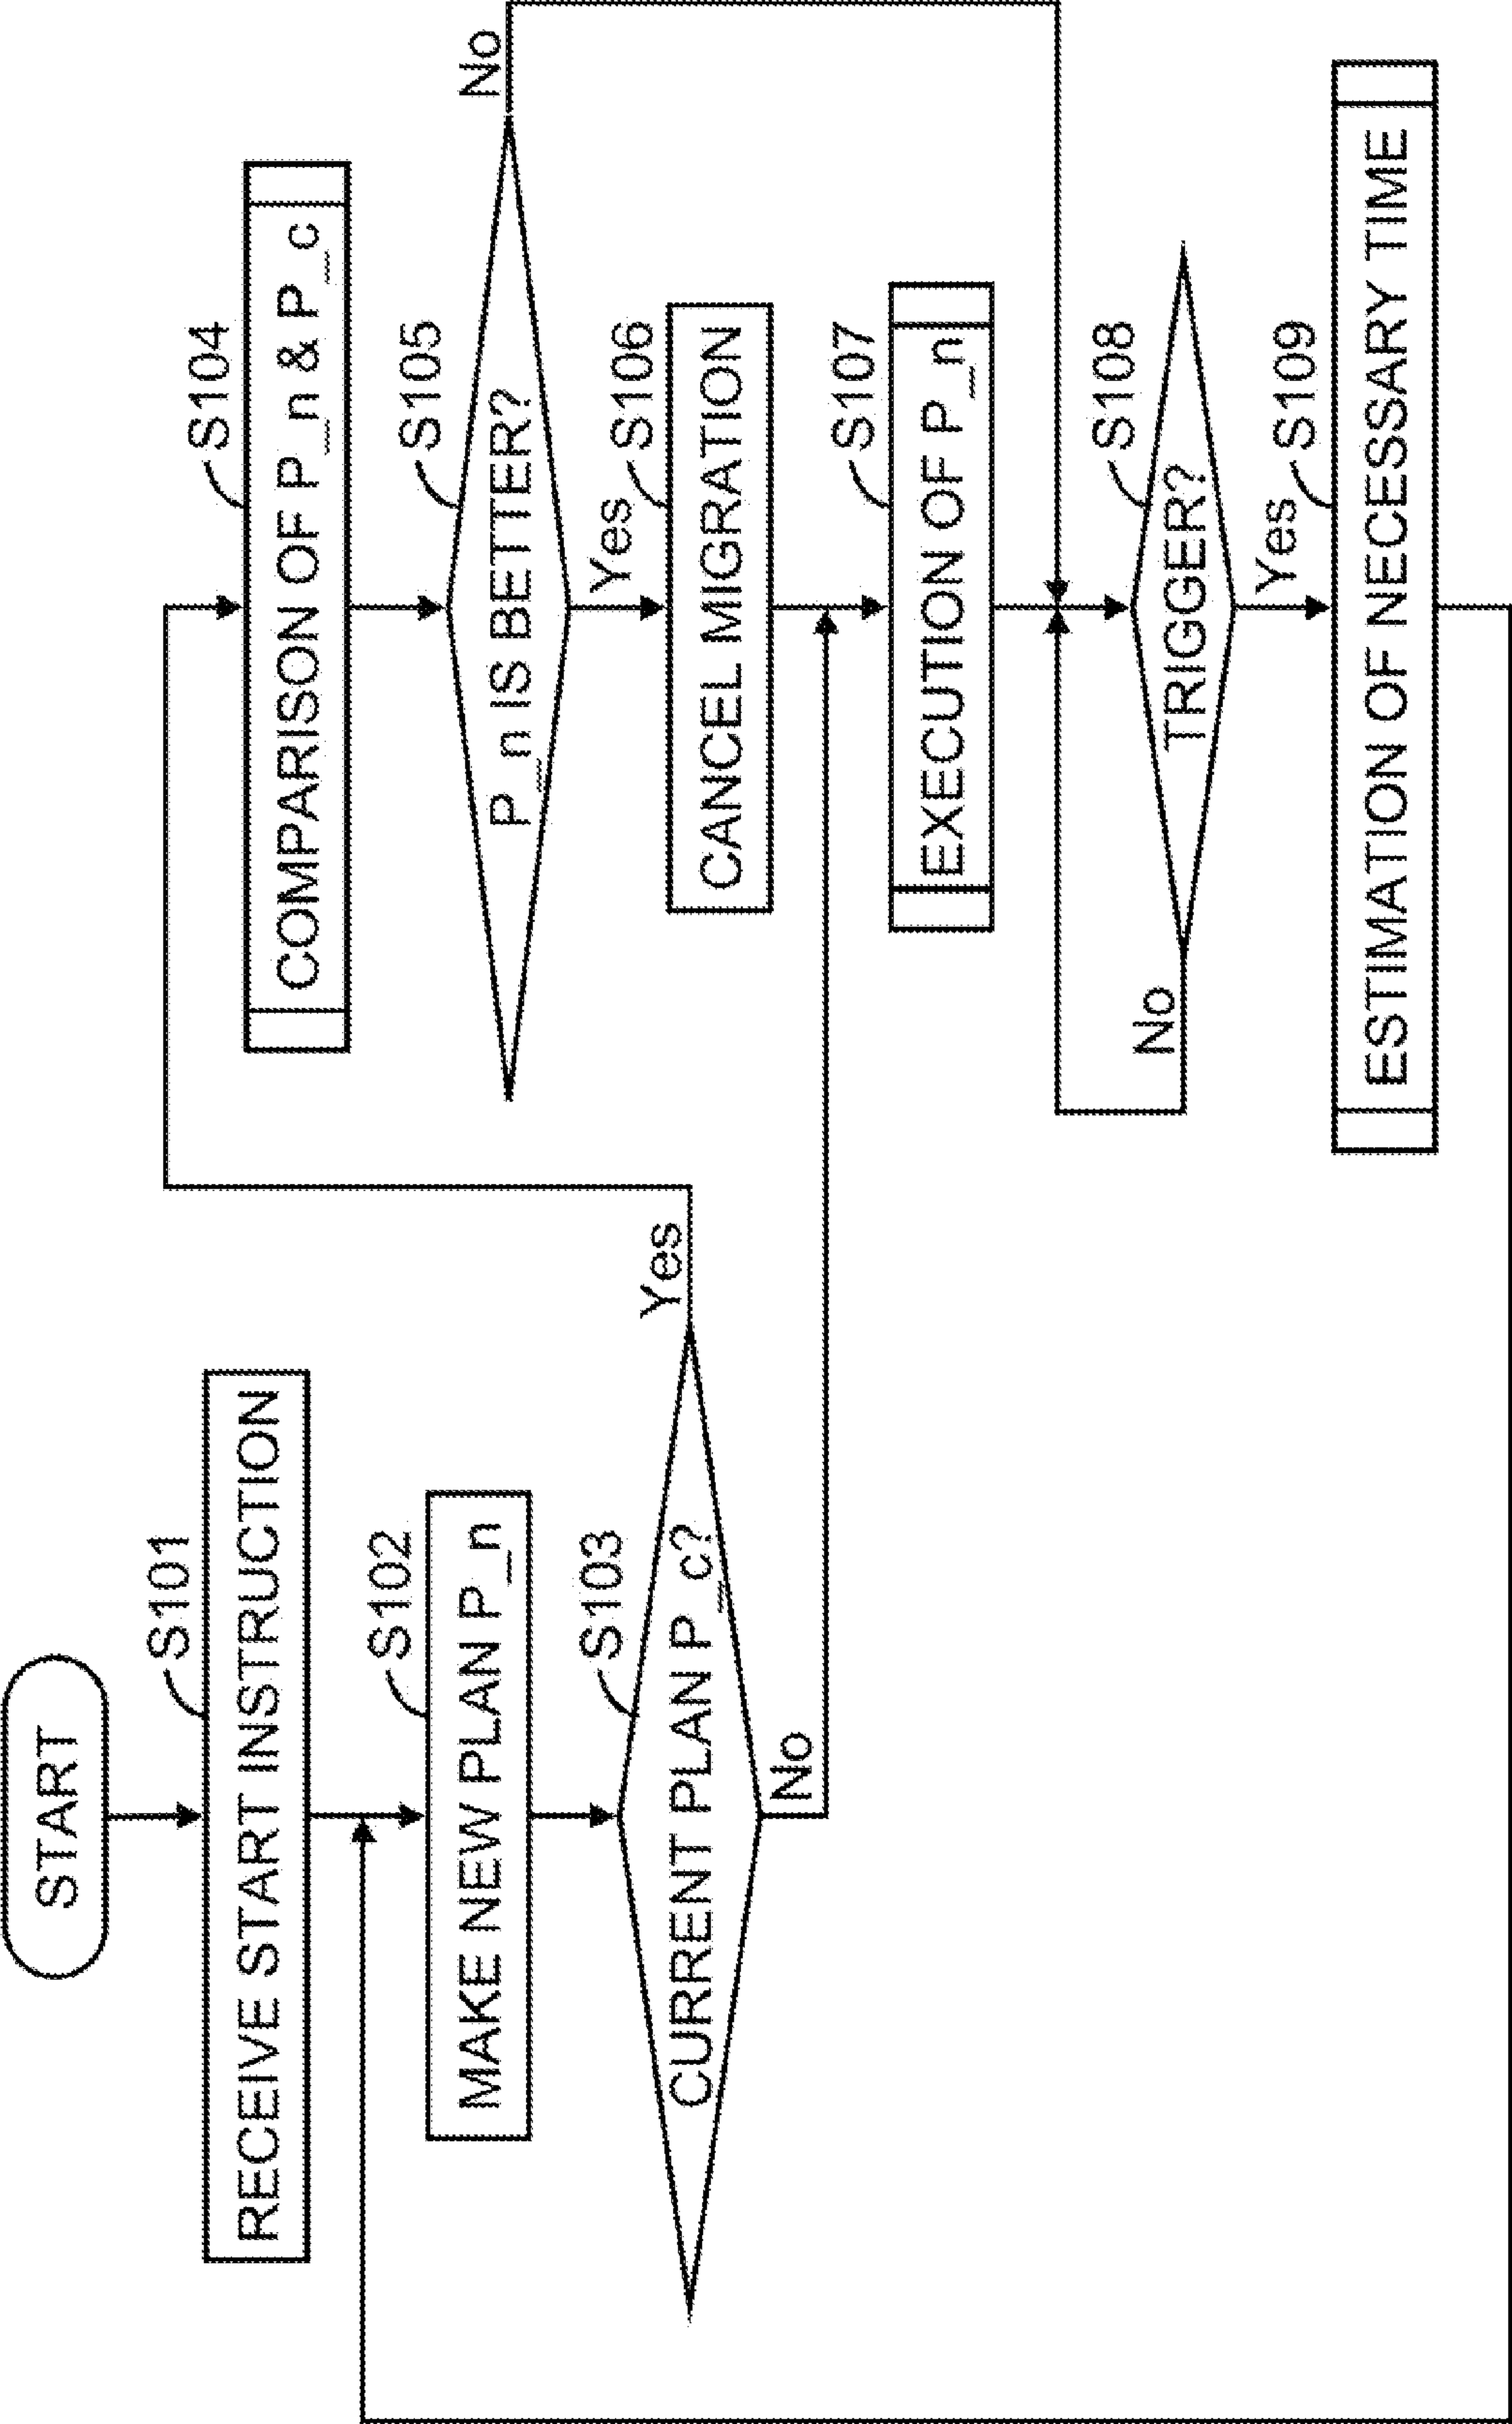 START
S101
RECEIVE START INSTRUCTION
S102
MAKE NEW PLAN P_n
S103
CURRENT PLAN P_c?
Yes
No
S104
COMPARISON OF P_n & P_c
S105
P_n IS BETTER?
No
Yes
S106
CANCEL MIGRATION
S107
EXECUTION OF P_n
S108
TRIGGER?
No
Yes
S109
ESTIMATION OF NECESSARY TIME